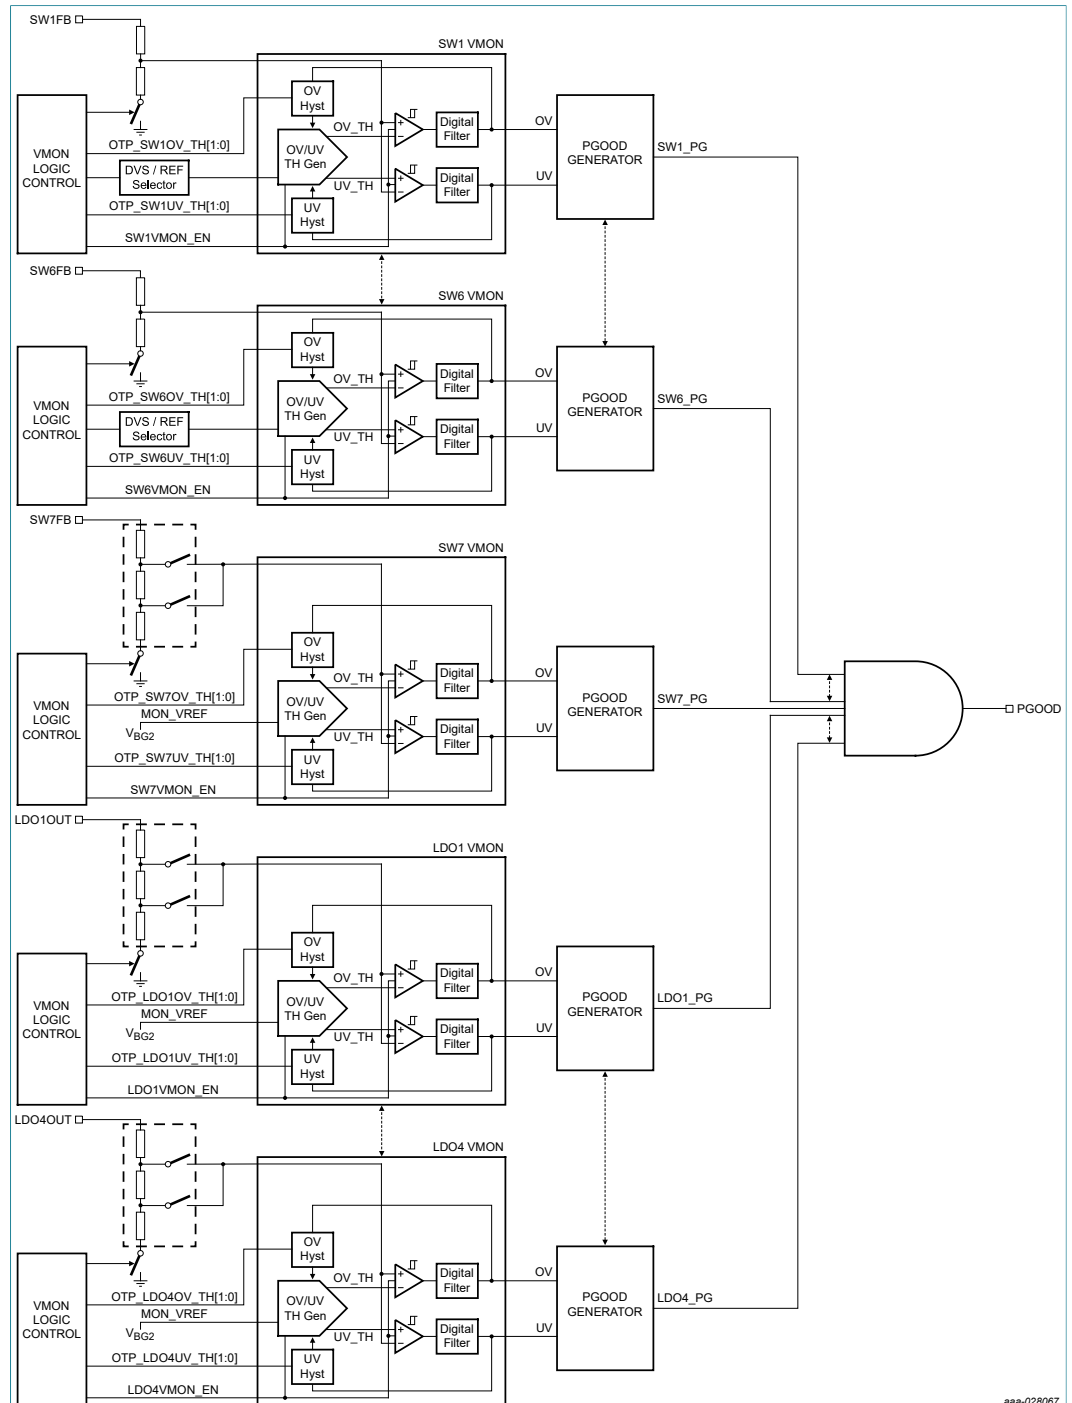 SW1FB
SW1 VMON
VMON
LOGIC
CONTROL
OTP_SW1OV_TH[1:0]
DVS / REF
Selector
OTP_SW1UV_TH[1:0]
SW1VMON_EN
OV
Hyst
OV/UV
TH Gen
UV
Hyst
OV_TH
UV_TH
+
−
+
−
Digital
Filter
Digital
Filter
OV
UV
PGOOD
GENERATOR
SW1_PG
SW6FB
SW6 VMON
VMON
LOGIC
CONTROL
OTP_SW6OV_TH[1:0]
DVS / REF
Selector
OTP_SW6UV_TH[1:0]
SW6VMON_EN
OV
Hyst
OV/UV
TH Gen
UV
Hyst
OV_TH
UV_TH
+
−
+
−
Digital
Filter
Digital
Filter
OV
UV
PGOOD
GENERATOR
SW6_PG
SW7FB
SW7 VMON
VMON
LOGIC
CONTROL
OTP_SW7OV_TH[1:0]
MON_VREF
VBG2
OTP_SW7UV_TH[1:0]
SW7VMON_EN
OV
Hyst
OV/UV
TH Gen
UV
Hyst
OV_TH
UV_TH
+
−
+
−
Digital
Filter
Digital
Filter
OV
UV
PGOOD
GENERATOR
SW7_PG
PGOOD
LDO1OUT
LDO1 VMON
VMON
LOGIC
CONTROL
OTP_LDO1OV_TH[1:0]
MON_VREF
VBG2
OTP_LDO1UV_TH[1:0]
LDO1VMON_EN
OV
Hyst
OV/UV
TH Gen
UV
Hyst
OV_TH
UV_TH
+
−
+
−
Digital
Filter
Digital
Filter
OV
UV
PGOOD
GENERATOR
LDO1_PG
LDO4OUT
LDO4 VMON
VMON
LOGIC
CONTROL
OTP_LDO4OV_TH[1:0]
MON_VREF
VBG2
OTP_LDO4UV_TH[1:0]
LDO4VMON_EN
OV
Hyst
OV/UV
TH Gen
UV
Hyst
OV_TH
UV_TH
+
−
+
−
Digital
Filter
Digital
Filter
OV
UV
PGOOD
GENERATOR
LDO4_PG
aaa-028067